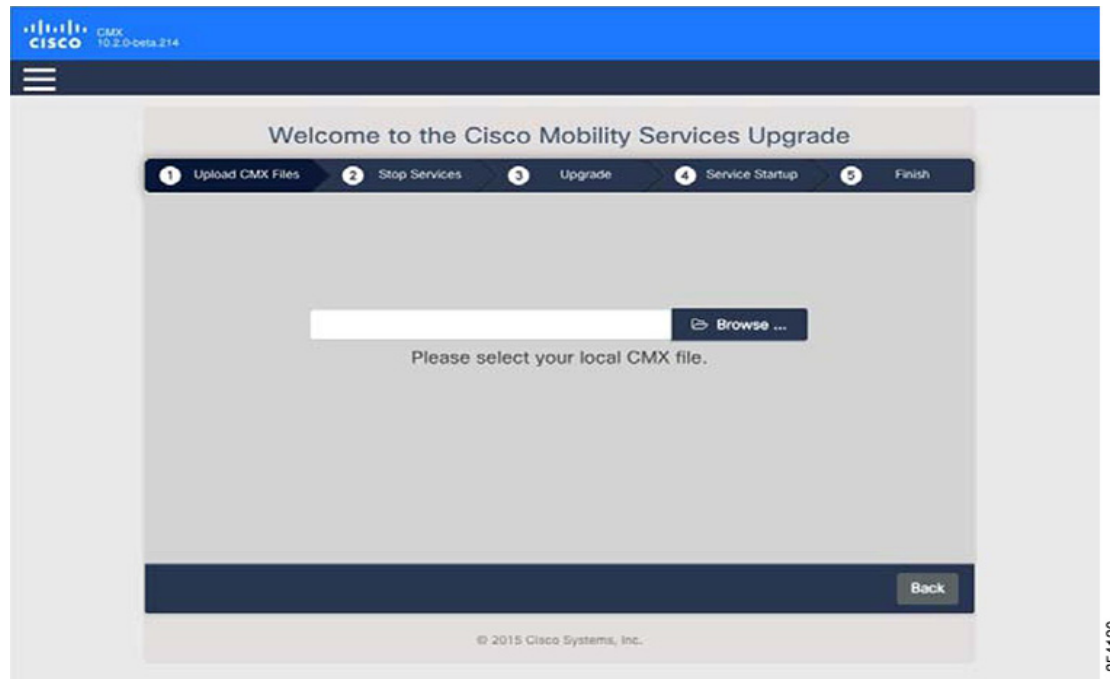 CISCO CMX
10.2.0-beta.214
Welcome to the Cisco Mobility Services Upgrade
1 Upload CMX Files 2 Stop Services 3 Upgrade 4 Service Startup 5 Finish
Browse ...
Please select your local CMX file.
Back
© 2015 Cisco Systems, Inc.